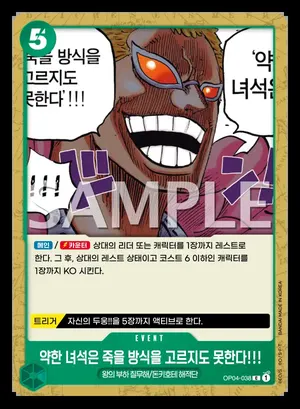 5
죽을 방식을
고르지도
못한다'!!!
'약한
녀석은
!!!
SAMPLE
메인 / 카운터 상대의 리더 또는 캐릭터를 1장까지 레스트로
한다. 그 후, 상대의 레스트 상태이고 코스트 6 이하인 캐릭터를
1장까지 KO 시킨다.
트리거 자신의 두웅!!을 5장까지 액티브로 한다.
EVENT
약한 녀석은 죽을 방식을 고르지도 못한다!!!
왕의 부하 칠무해/돈키호테 해적단
OP04-038 R 1